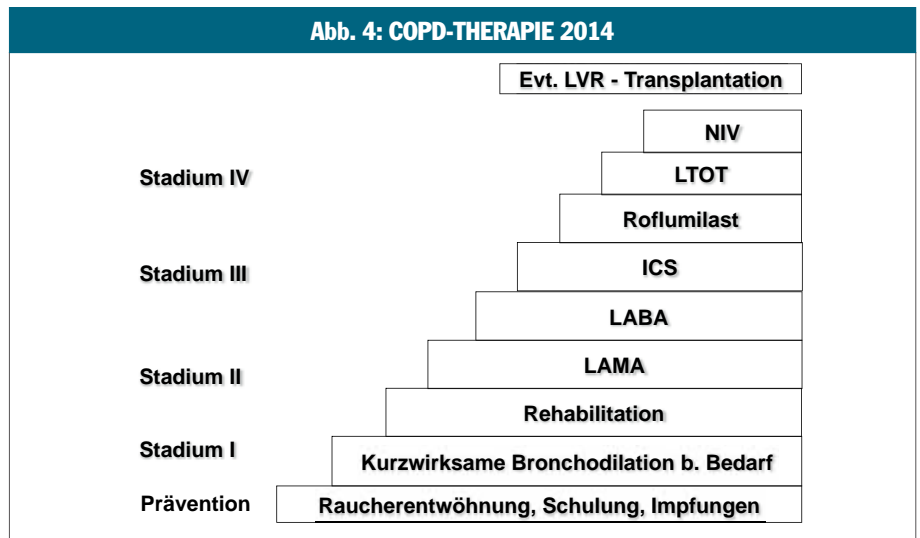 Abb. 4: COPD-THERAPIE 2014
Evt. LVR - Transplantation
NIV
Stadium IV
LTOT
Roflumilast
Stadium III
ICS
LABA
Stadium II
LAMA
Rehabilitation
Stadium I
Kurzwirksame Bronchodilation b. Bedarf
Prävention
Raucherentwöhnung, Schulung, Impfungen